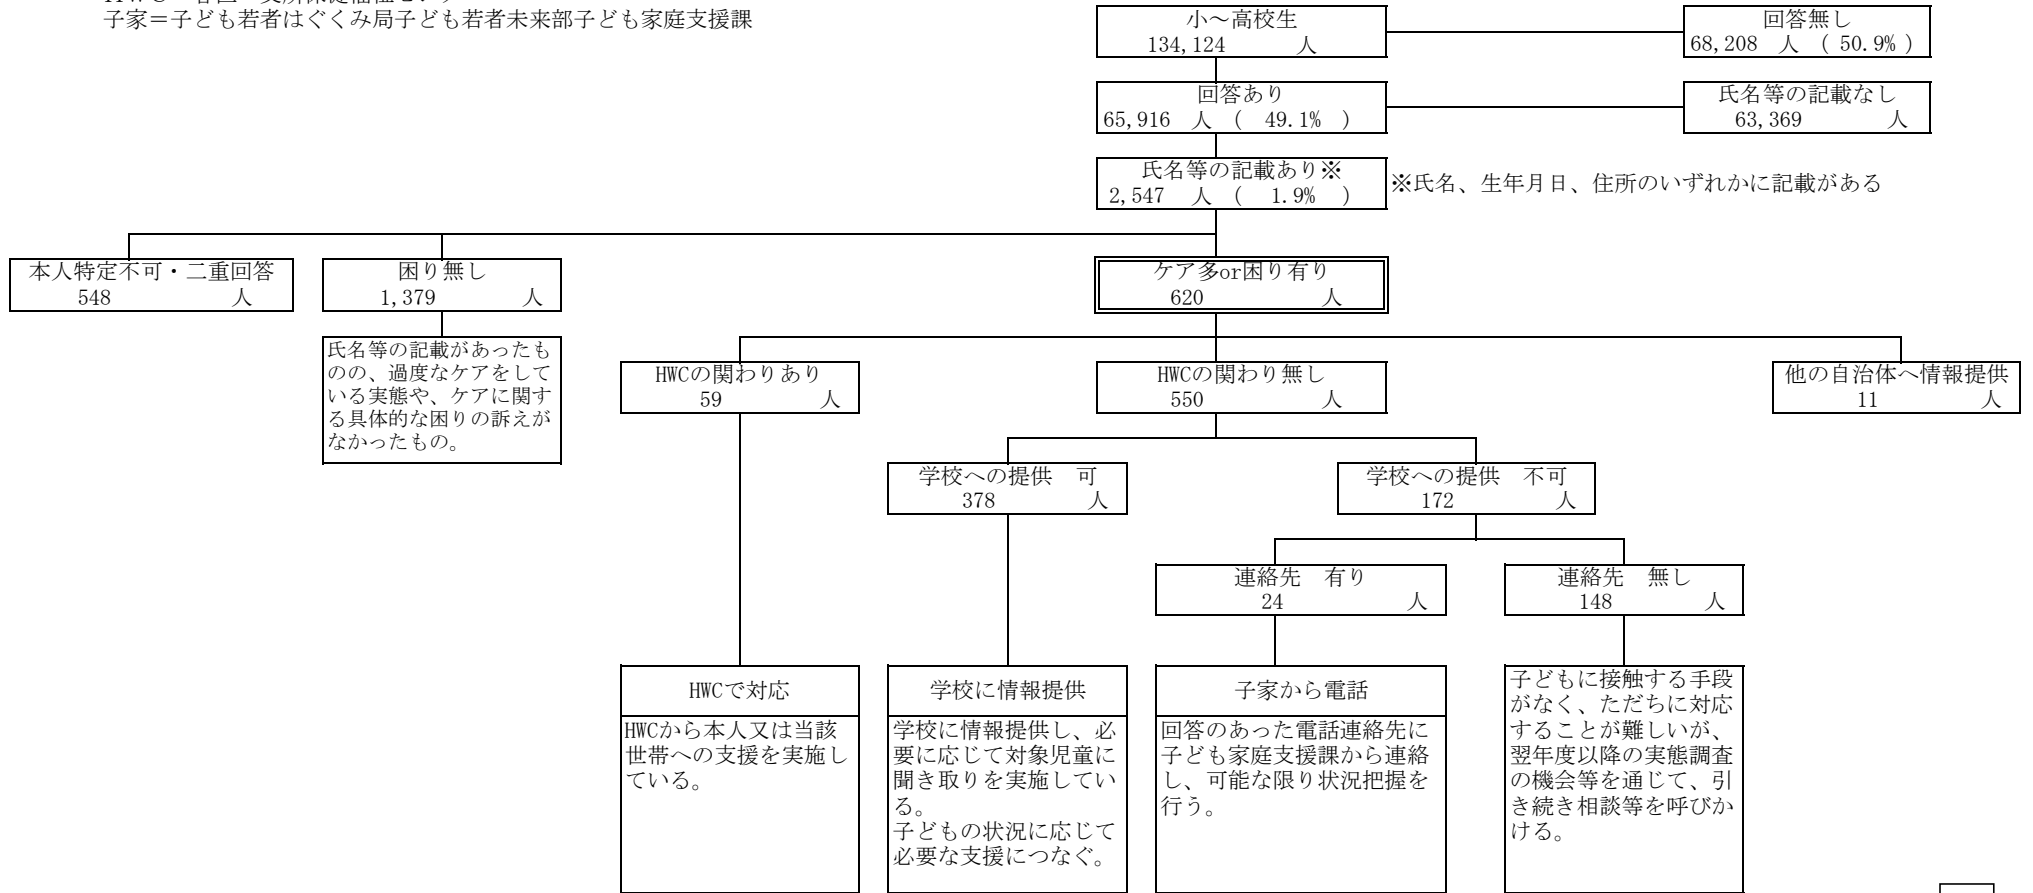 子家＝子ども若者はぐくみ局子ども若者未来部子ども家庭支援課
小～高校生
134,124 人
回答無し
68,208 人 ( 50.9% )
回答あり
65,916 人 ( 49.1% )
氏名等の記載なし
63,369 人
氏名等の記載あり※
2,547 人 ( 1.9% )
※氏名、生年月日、住所のいずれかに記載がある
本人特定不可・二重回答
548 人
困り無し
1,379 人
ケア多or困り有り
620 人
氏名等の記載があったも
のの、過度なケアをして
いる実態や、ケアに関す
る具体的な困りの訴えが
なかったもの。
HWCの関わりあり
59 人
HWCの関わり無し
550 人
他の自治体へ情報提供
11 人
学校への提供 可
378 人
学校への提供 不可
172 人
連絡先 有り
24 人
連絡先 無し
148 人
HWCで対応
HWCから本人又は当該
世帯への支援を実施し
ている。
学校に情報提供
学校に情報提供し、必
要に応じて対象児童に
聞き取りを実施してい
る。
子どもの状況に応じて
必要な支援につなぐ。
子家から電話
回答のあった電話連絡先に
子ども家庭支援課から連絡
し、可能な限り状況把握を
行う。
子どもに接触する手段
がなく、ただちに対応
することが難しいが、
翌年度以降の実態調査
の機会等を通じて、引
き続き相談等を呼びか
ける。